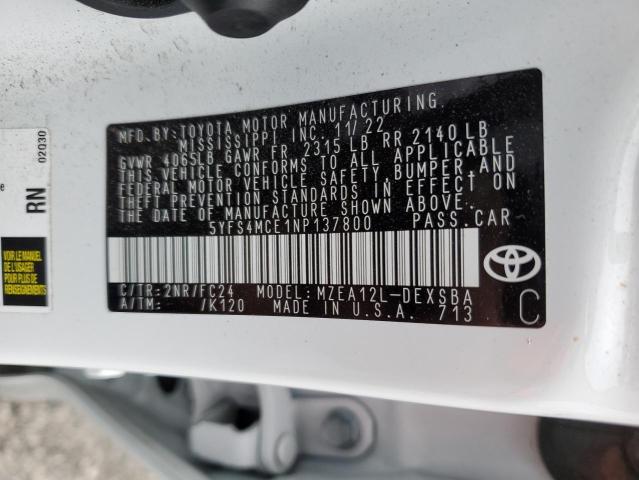 MFD.BY:TOYOTA MOTOR MANUFACTURING.
MISSISSIPPI INC. 11/22
GVWR 4065LB GAWR FR 2315 LB RR 2140 LB
THIS VEHICLE CONFORMS TO ALL APPLICABLE
FEDERAL MOTOR VEHICLE SAFETY, BUMPER,AND
THEFT PREVENTION STANDARDS IN EFFECT ON
THE DATE OF MANUFACTURE SHOWN ABOVE.
5YFS4MCE1NP137800 PASS.CAR
C/TR:2NR/FC24 MODEL:MZEA12L-DEXSBA
A/TM: /K120 MADE IN U.S.A. 713
C
02Q30
RN
VOIR LE MANUEL
DE L'USAGER
POUR PLUS DE
RENSEIGNEMENTS